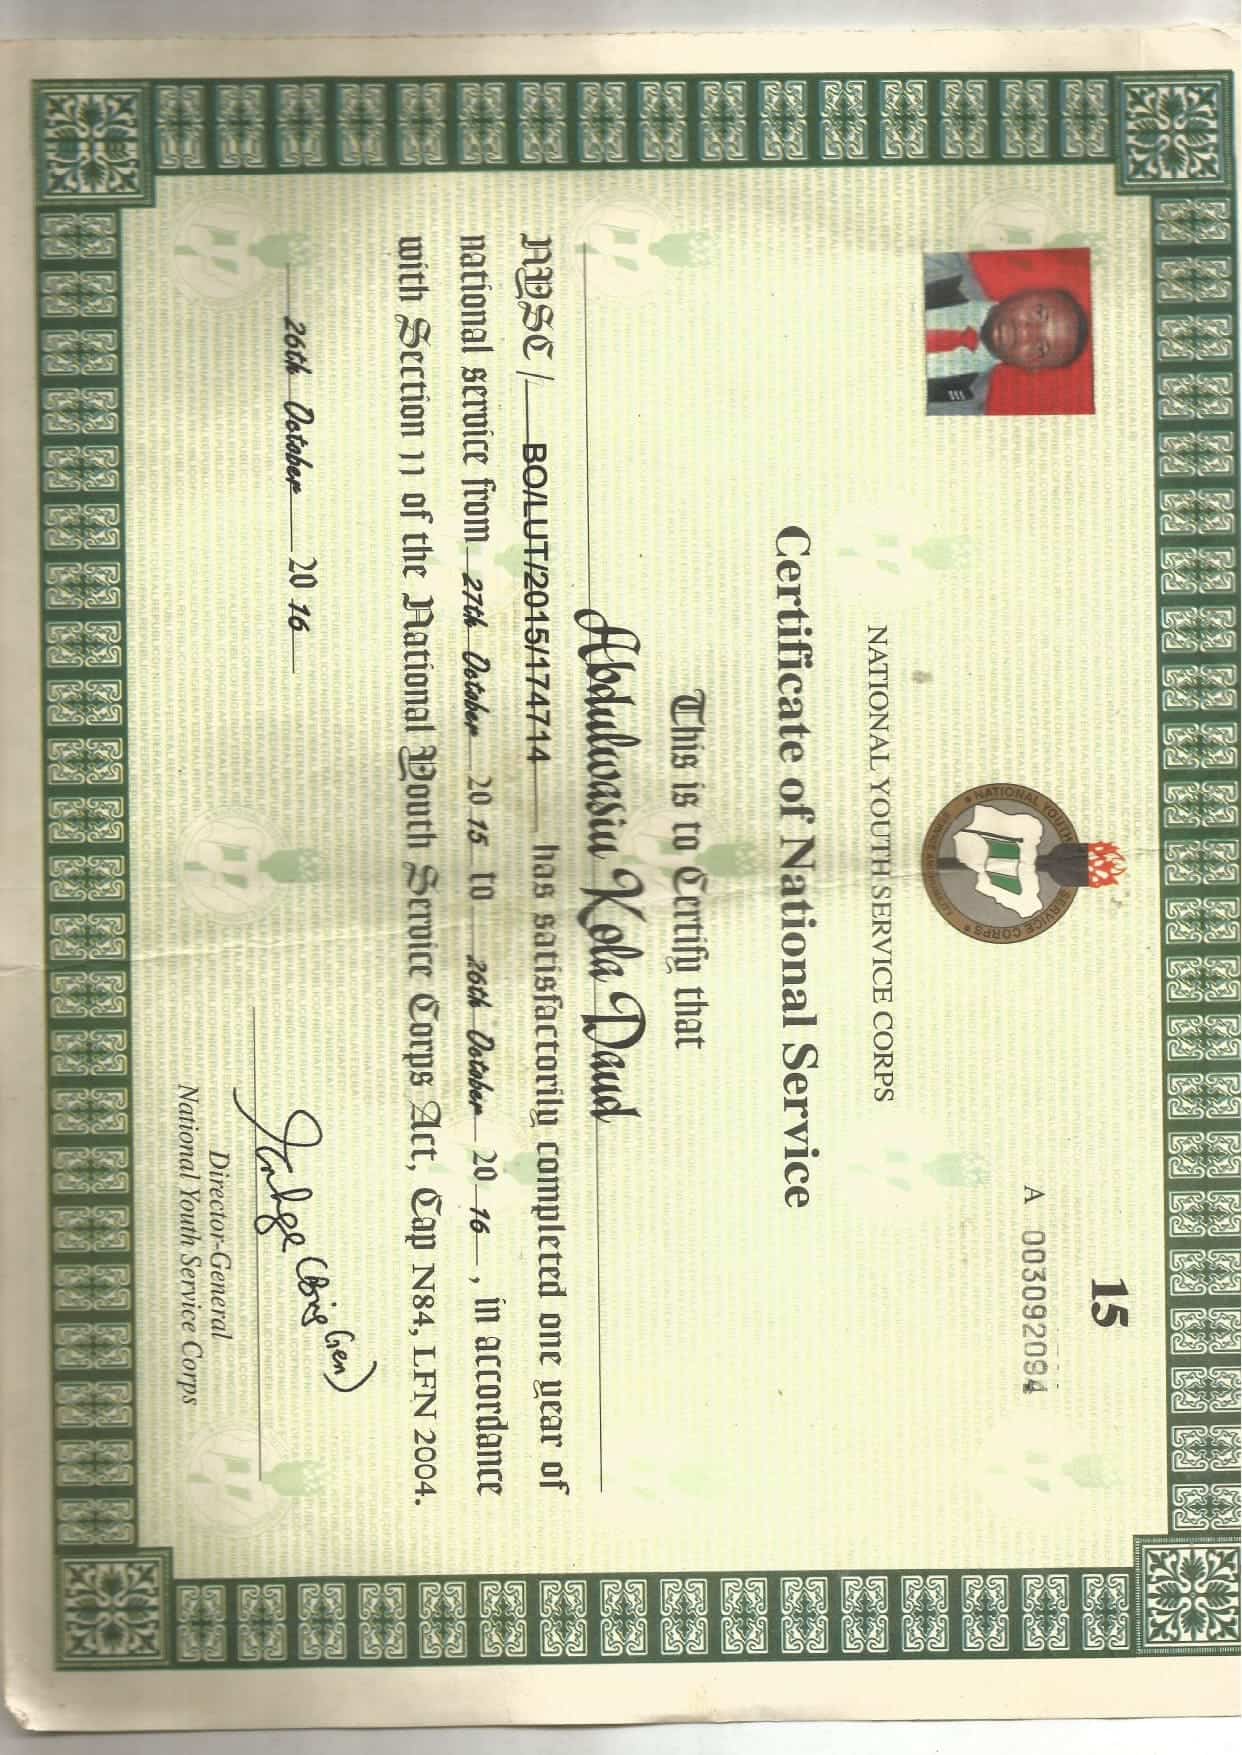 15
A 003092094
NATIONAL YOUTH SERVICE CORPS
NATIONAL YOUTH SERVICE CORPS
Certificate of National Service
This is to Certify that
Abdulwasiu Kola Daud
NYSC / BO/LUT/2015/174714 has satisfactorily completed one year of
national service from 27th October 20 15 to 26th October 20 16 , in accordance
with Section 11 of the National Youth Service Corps Act, Cap N84, LFN 2004.
26th October 20 16
(Brig Gen)
Director-General
National Youth Service Corps